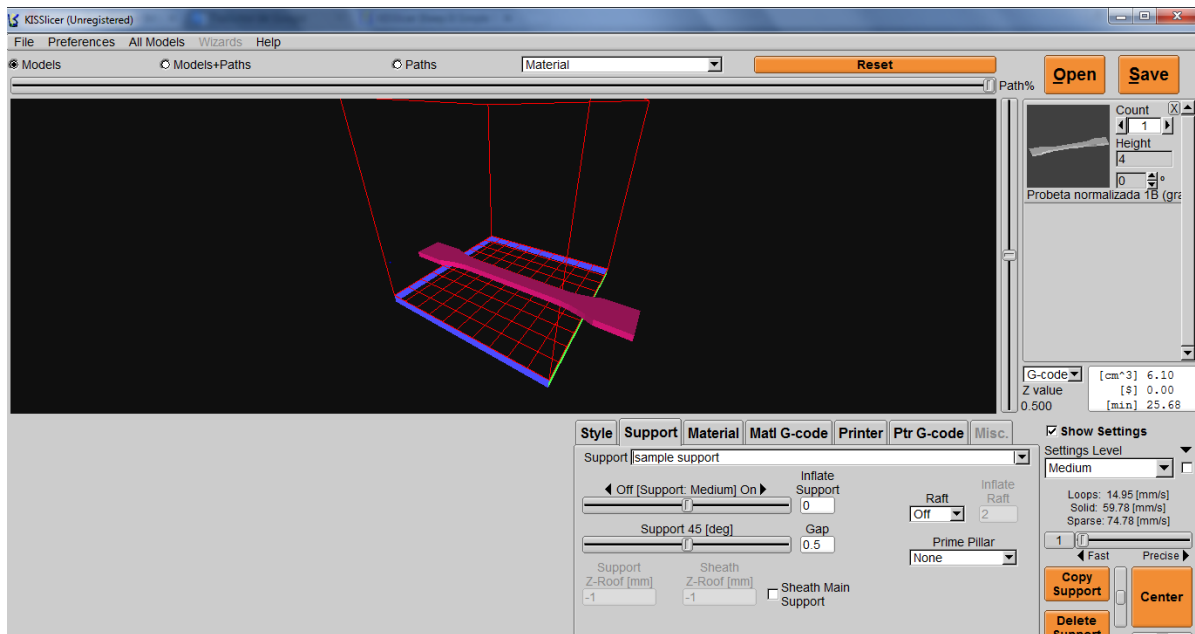 KISSlicer (Unregistered)
File Preferences All Models Wizards Help
Models Models+Paths Paths Material Reset
Path%
Open Save
Count X
1
Height
4
0 °
Probeta normalizada 1B (gra
G-code
Z value
0.500
[cm^3] 6.10
[$] 0.00
[min] 25.68
Style Support Material Matl G-code Printer Ptr G-code Misc.
Support sample support
Off [Support: Medium] On
Inflate
Support
0
Support 45 [deg]
Gap
0.5
Support
Z-Roof [mm]
-1
Sheath
Z-Roof [mm]
-1
Sheath Main
Support
Raft
Off
Inflate
Raft
2
Prime Pillar
None
Show Settings
Settings Level
Medium
Loops: 14.95 [mm/s]
Solid: 59.78 [mm/s]
Sparse: 74.78 [mm/s]
1
Fast Precise
Copy
Support
Center
Delete
Support